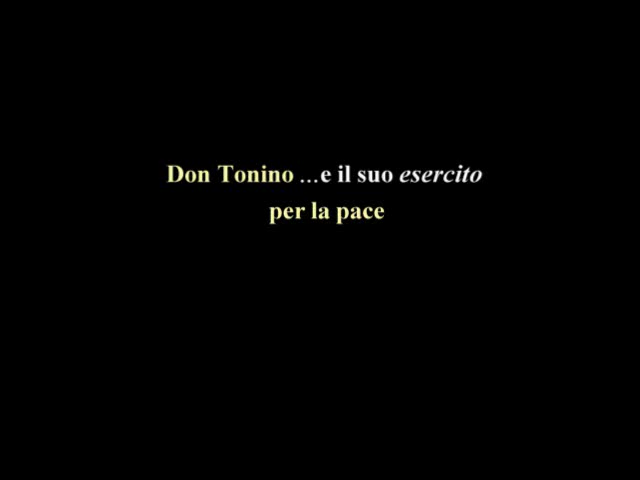 Don Tonino ...e il suo esercito
per la pace